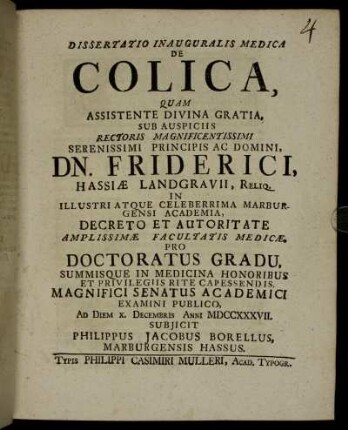 4
DISSERTATIO INAUGURALIS MEDICA
DE
COLICA,
QUAM
ASSISTENTE DIVINA GRATIA,
SUB AUSPICIIS
RECTORIS MAGNIFICENTISSIMI
SERENISSIMI PRINCIPIS AC DOMINI,
DN. FRIDERICI,
HASSIÆ LANDGRAVII, RELIQ.
IN
ILLUSTRI ATQUE CELEBERRIMA MARBUR-
GENSI ACADEMIA,
DECRETO ET AUTORITATE
AMPLISSIMÆ FACULTATIS MEDICÆ,
PRO
DOCTORATUS GRADU,
SUMMISQUE IN MEDICINA HONORIBUS
ET PRIVILEGIIS RITE CAPESSENDIS,
MAGNIFICI SENATUS ACADEMICI
EXAMINI PUBLICO,
AD DIEM X. DECEMBRIS ANNI MDCCXXXVII.
SUBJICIT
PHILIPPUS JACOBUS BORELLUS,
MARBURGENSIS HASSUS.
TYPIS PHILIPPI CASIMIRI MULLERI, ACAD. TYPOGR.